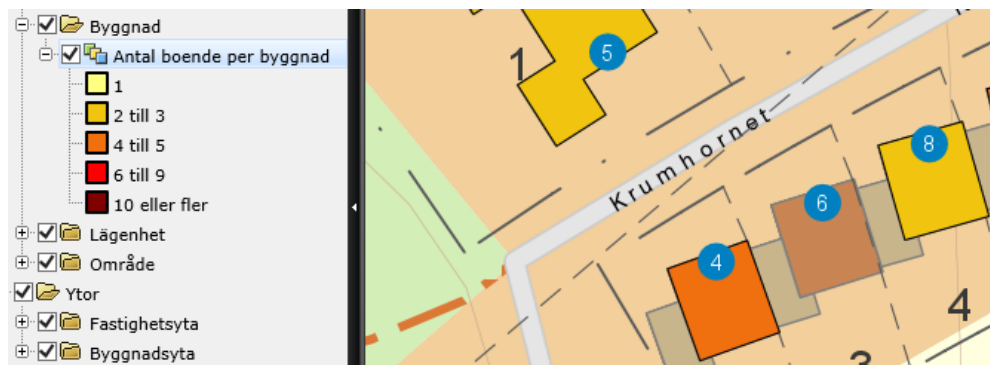 Byggnad
Antal boende per byggnad
1
2 till 3
4 till 5
6 till 9
10 eller fler
Lägenhet
Område
Ytor
Fastighetsyta
Byggnadsyta
1
5
Krumhornet
8
6
4
4
3